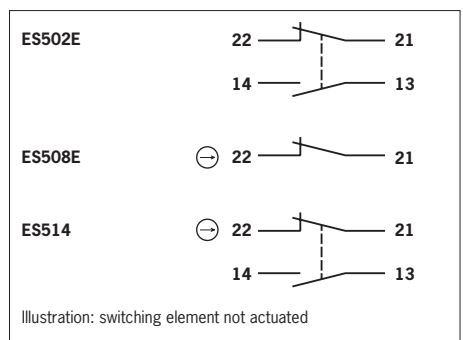 ES502E 22 21
14 13
ES508E 22 21
ES514 22 21
14 13
Illustration: switching element not actuated